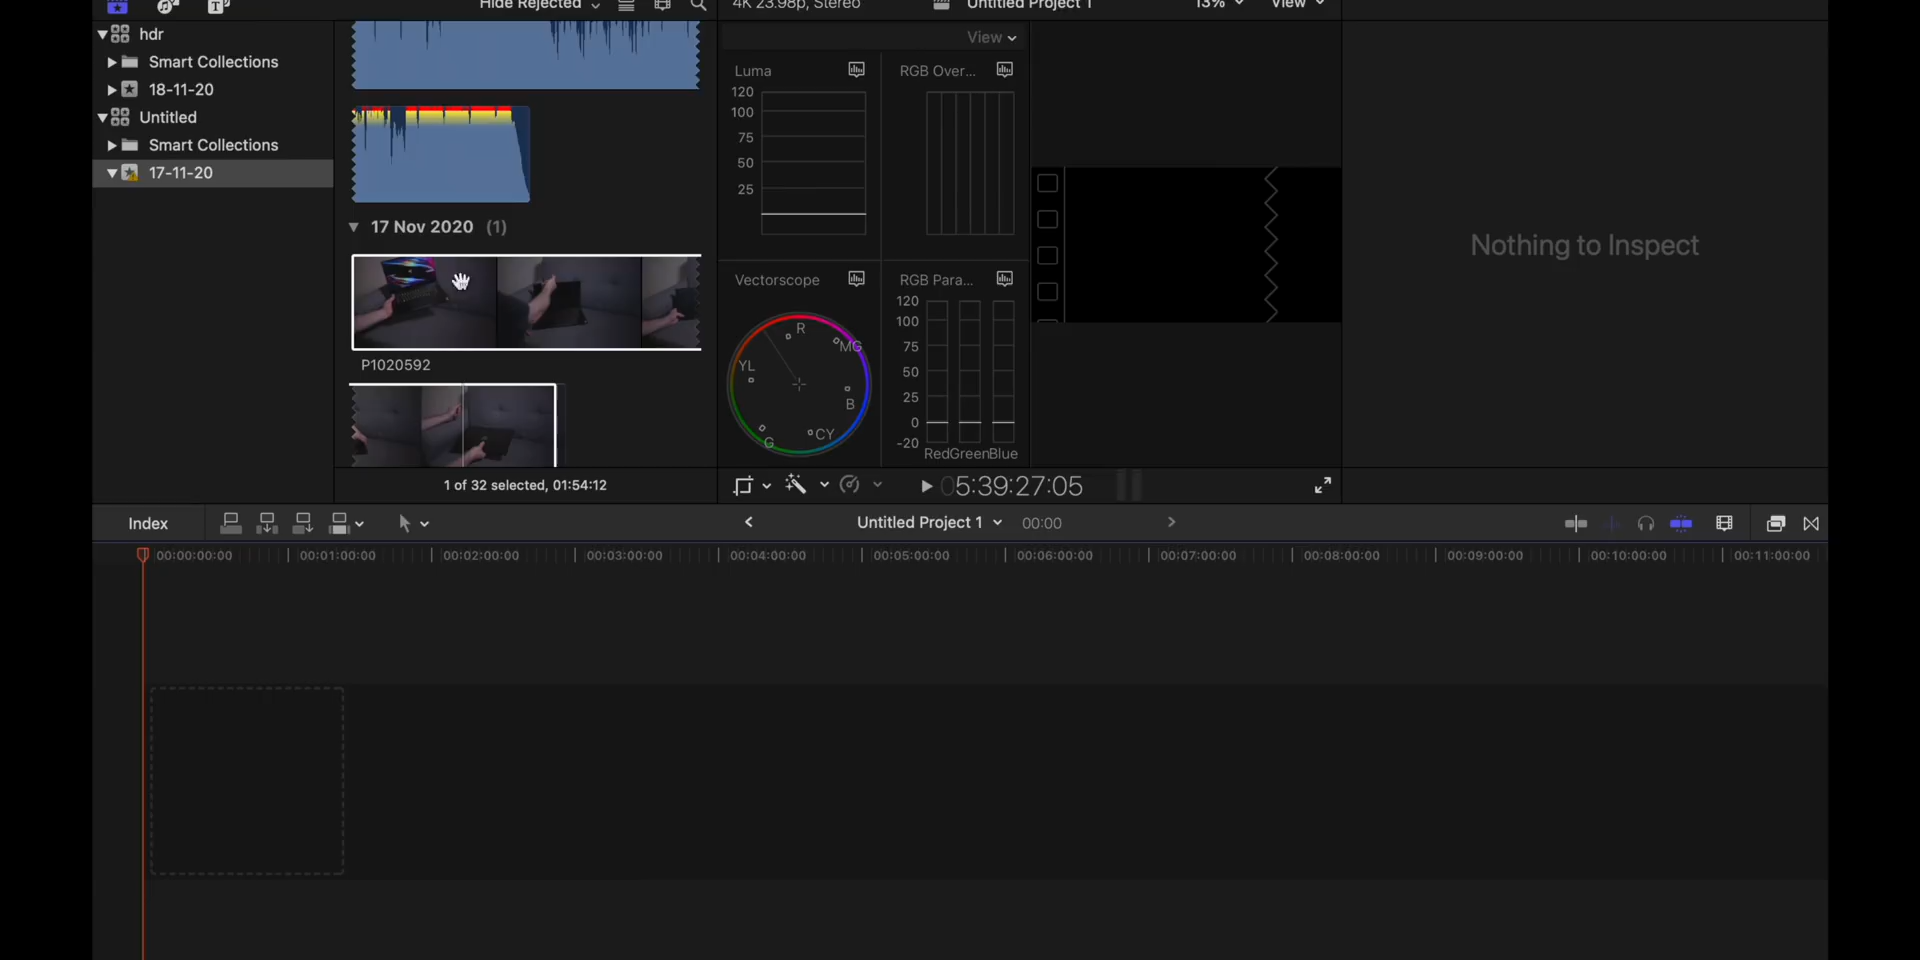 Hide Rejected
4K 23.98p, Stereo
Untitled Project 1
13%
View
hdr
Smart Collections
18-11-20
Untitled
Smart Collections
17-11-20
17 Nov 2020 (1)
P1020592
1 of 32 selected, 01:54:12
View
Luma
120
100
75
50
25
RGB Over...
Vectorscope
R
MG
B
CY
G
YL
RGB Para...
120
100
75
50
25
0
-20
RedGreenBlue
Nothing to Inspect
05:39:27:05
Index
Untitled Project 1
00:00
00:00:00:00 00:01:00:00 00:02:00:00 00:03:00:00 00:04:00:00 00:05:00:00 00:06:00:00 00:07:00:00 00:08:00:00 00:09:00:00 00:10:00:00 00:11:00:00